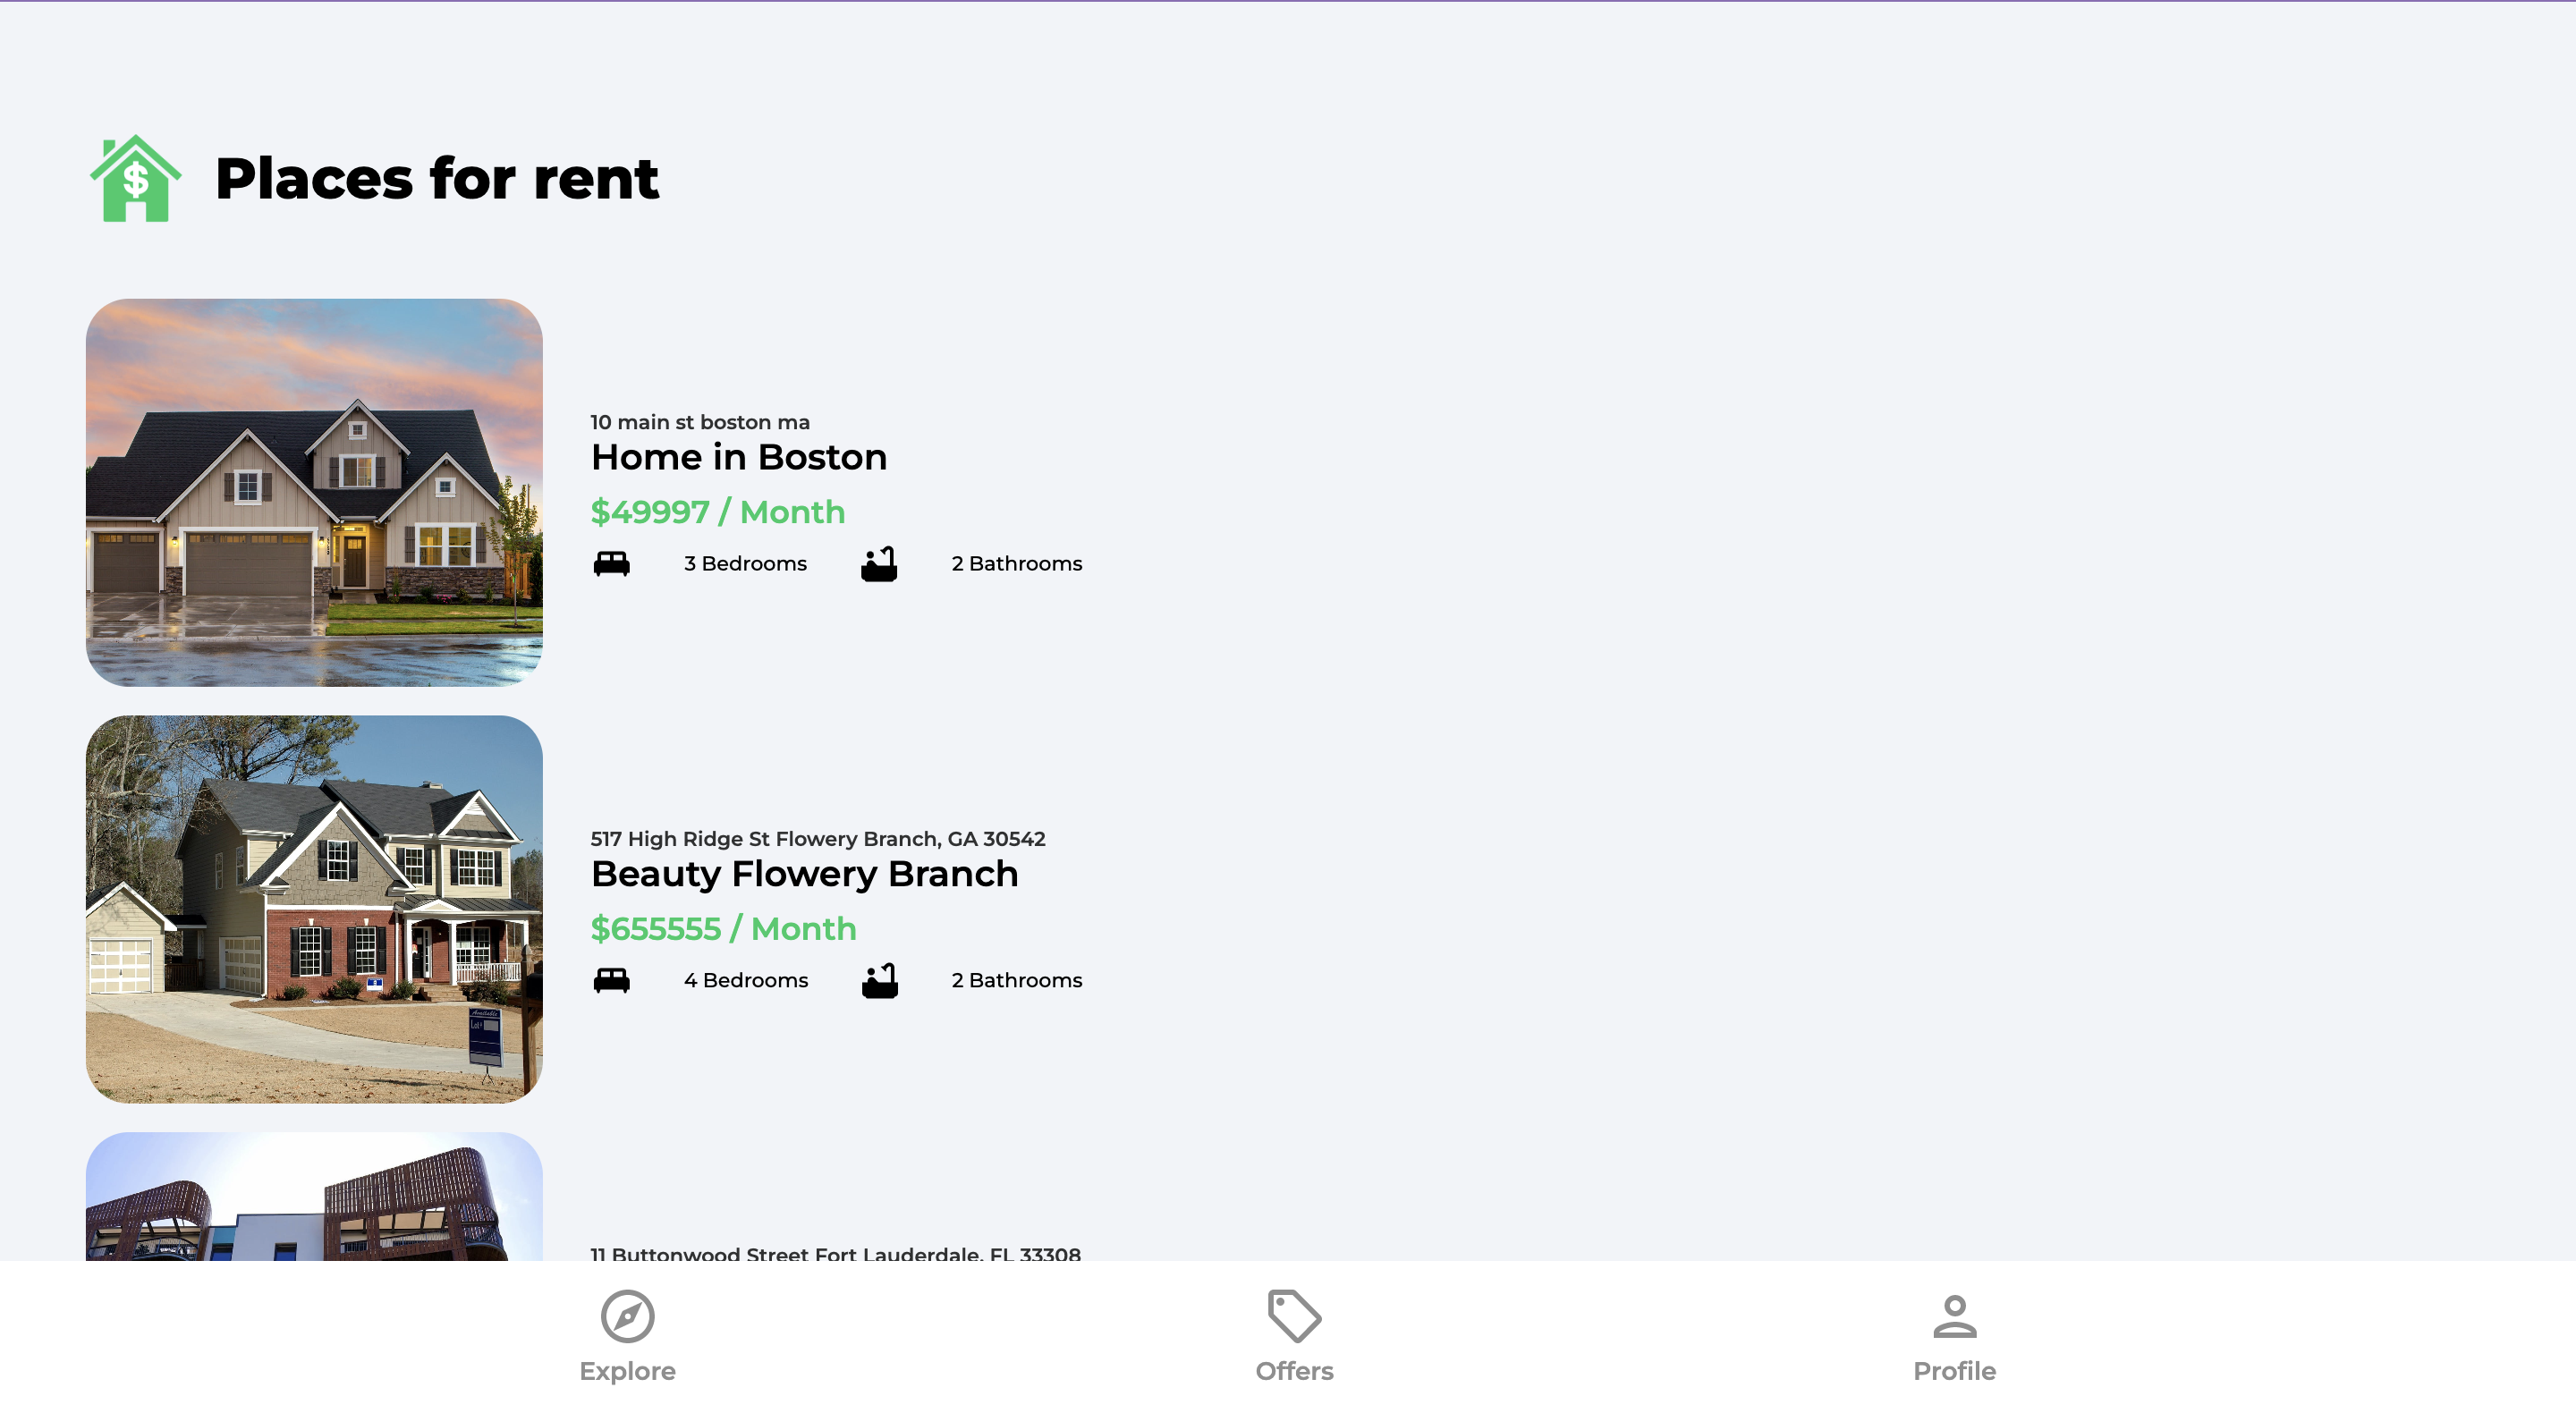 $
Places for rent
10 main st boston ma
Home in Boston
$49997 / Month
3 Bedrooms
2 Bathrooms
517 High Ridge St Flowery Branch, GA 30542
Beauty Flowery Branch
$655555 / Month
4 Bedrooms
2 Bathrooms
Available
Lot#
11 Buttonwood Street Fort Lauderdale, FL 33308
Explore
Offers
Profile